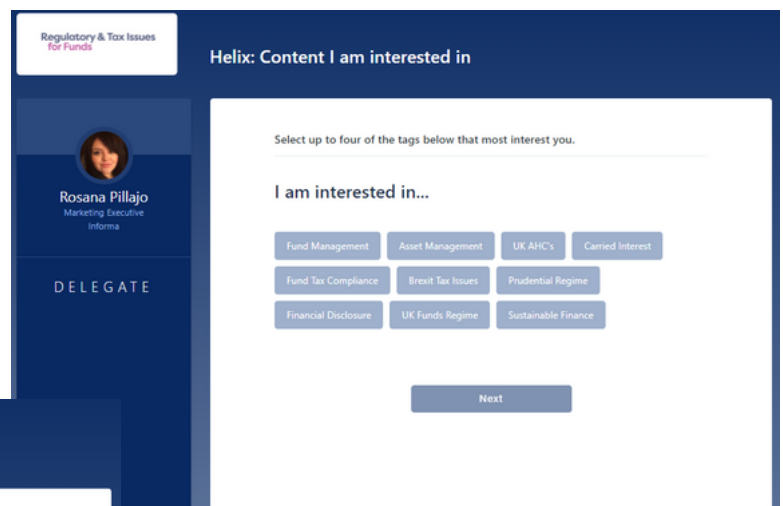 Regulatory & Tax Issues
for Funds
Helix: Content I am interested in
Rosana Pillajo
Marketing Executive
Informa
DELEGATE
Select up to four of the tags below that most interest you.
I am interested in...
Fund Management Asset Management UK AHC's Carried Interest
Fund Tax Compliance Brexit Tax Issues Prudential Regime
Financial Disclosure UK Funds Regime Sustainable Finance
Next